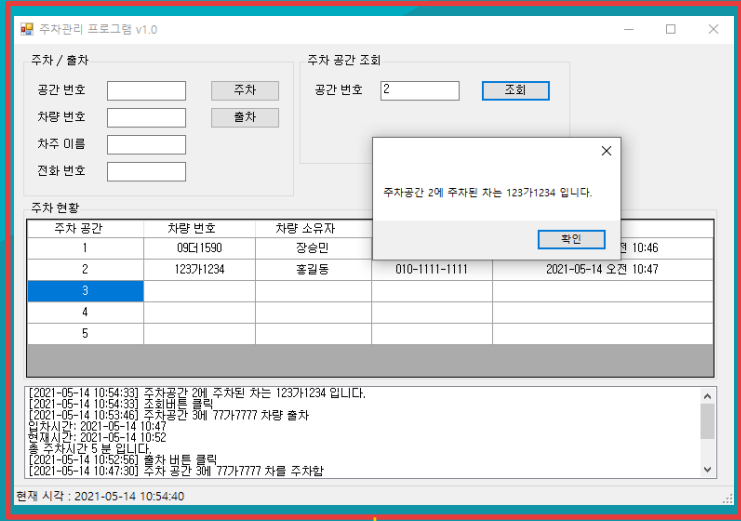 주차관리 프로그램 v1.0
주차 / 출차
공간 번호 주차
차량 번호 출차
차주 이름
전화 번호
주차 공간 조회
공간 번호 2 조회
주차공간 2에 주차된 차는 123가1234 입니다.
확인
주차 현황
주차 공간 차량 번호 차량 소유자
1 09더1590 장승민 전 10:46
2 123가1234 홍길동 010-1111-1111 2021-05-14 오전 10:47
3
4
5
[2021-05-14 10:54:33] 주차공간 2에 주차된 차는 123가1234 입니다.
[2021-05-14 10:54:33] 조회버튼 클릭
[2021-05-14 10:53:46] 주차공간 3에 77가7777 차량 출차
입차시간: 2021-05-14 10:47
현재시간: 2021-05-14 10:52
총 주차시간 5 분 입니다.
[2021-05-14 10:52:56] 출차 버튼 클릭
[2021-05-14 10:47:30] 주차 공간 3에 77가7777 차를 주차함
현재 시각 : 2021-05-14 10:54:40